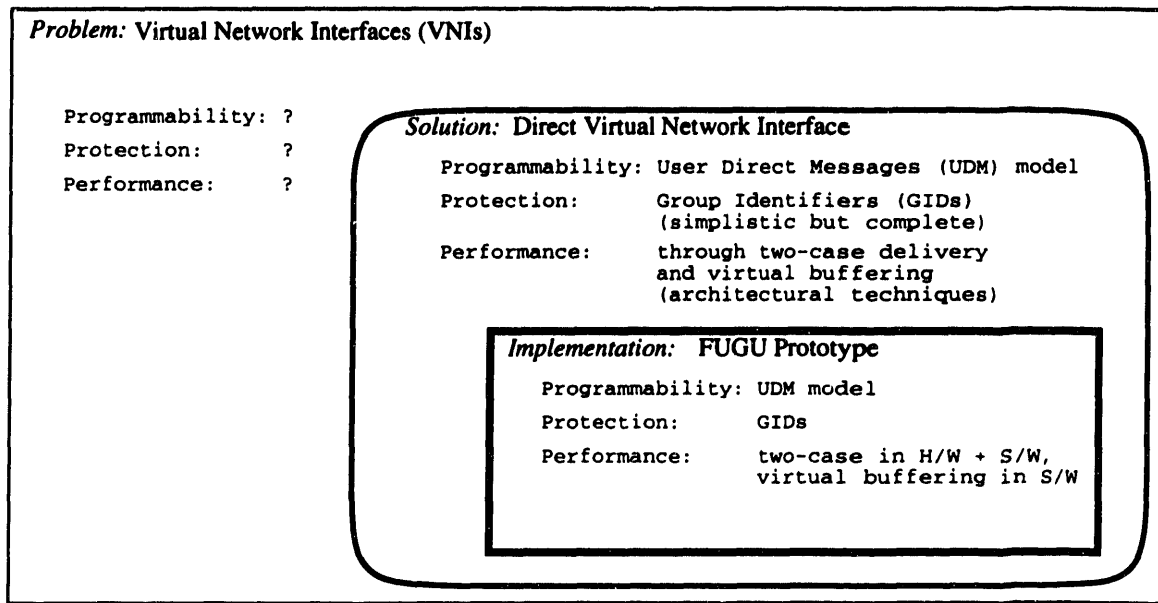 Problem: Virtual Network Interfaces (VNIs)
Programmability: ?
Protection: ?
Performance: ?
Solution: Direct Virtual Network Interface
Programmability: User Direct Messages (UDM) model
Protection: Group Identifiers (GIDs)
(simplistic but complete)
Performance: through two-case delivery
and virtual buffering
(architectural techniques)
Implementation: FUGU Prototype
Programmability: UDM model
Protection: GIDs
Performance: two-case in H/W + S/W,
virtual buffering in S/W